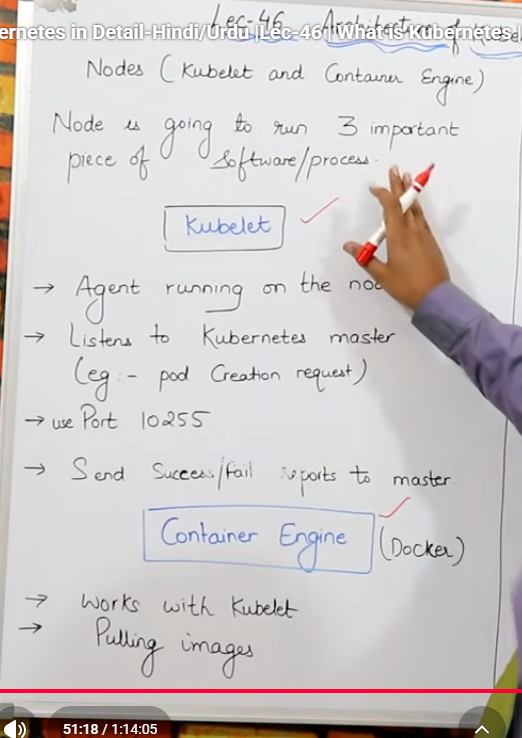 Lec-46 Architecture of
ernetes in Detail-Hindi/Urdu |Lec-46 | What is Kubernetes |
Nodes (Kubelet and Container Engine)
Node is going to run 3 important
piece of software/process.
Kubelet
→ Agent running on the
→ Listens to Kubernetes master
(eg:- pod Creation request)
→ use Port 10255
→ Send Success/fail reports to master.
Container Engine (Docker)
→ works with Kubelet
→ Pulling images
51:18 / 1:14:05